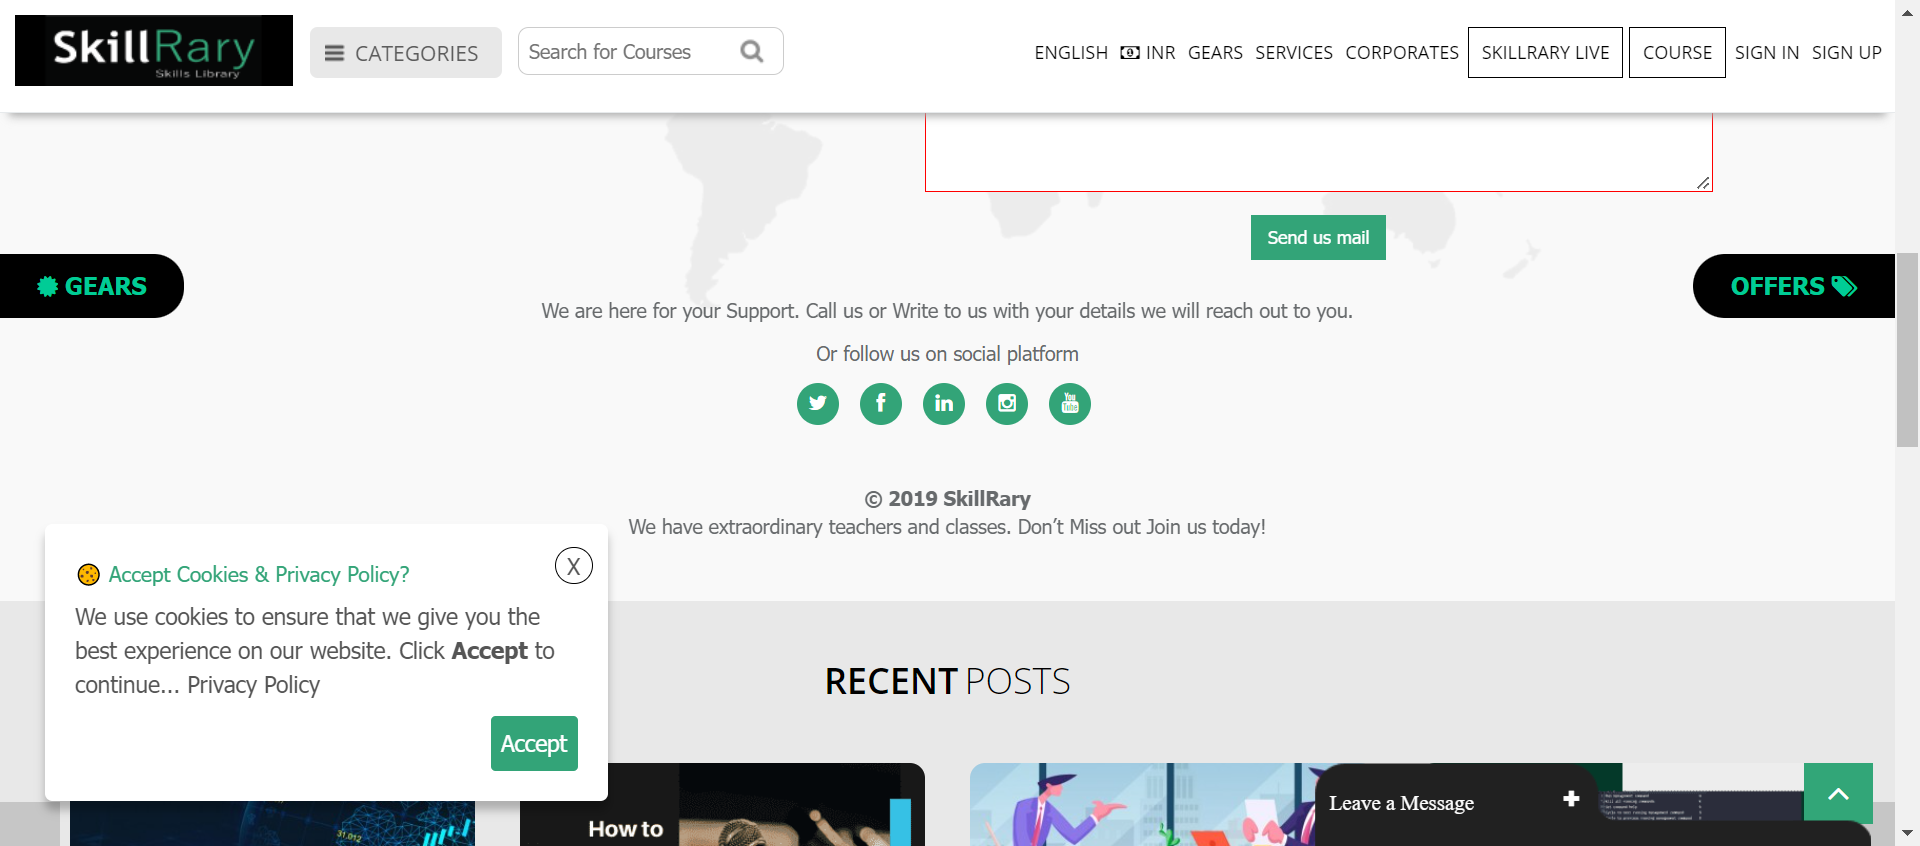 SkillRary
Skills Library
CATEGORIES
Search for Courses
ENGLISH INR GEARS SERVICES CORPORATES SKILLRARY LIVE COURSE SIGN IN SIGN UP
Send us mail
GEARS
OFFERS
We are here for your Support. Call us or Write to us with your details we will reach out to you.
Or follow us on social platform
You
Tube
© 2019 SkillRary
We have extraordinary teachers and classes. Don’t Miss out Join us today!
Accept Cookies & Privacy Policy?
X
We use cookies to ensure that we give you the
best experience on our website. Click Accept to
continue... Privacy Policy
Accept
RECENT POSTS
31.012
How to
Leave a Message